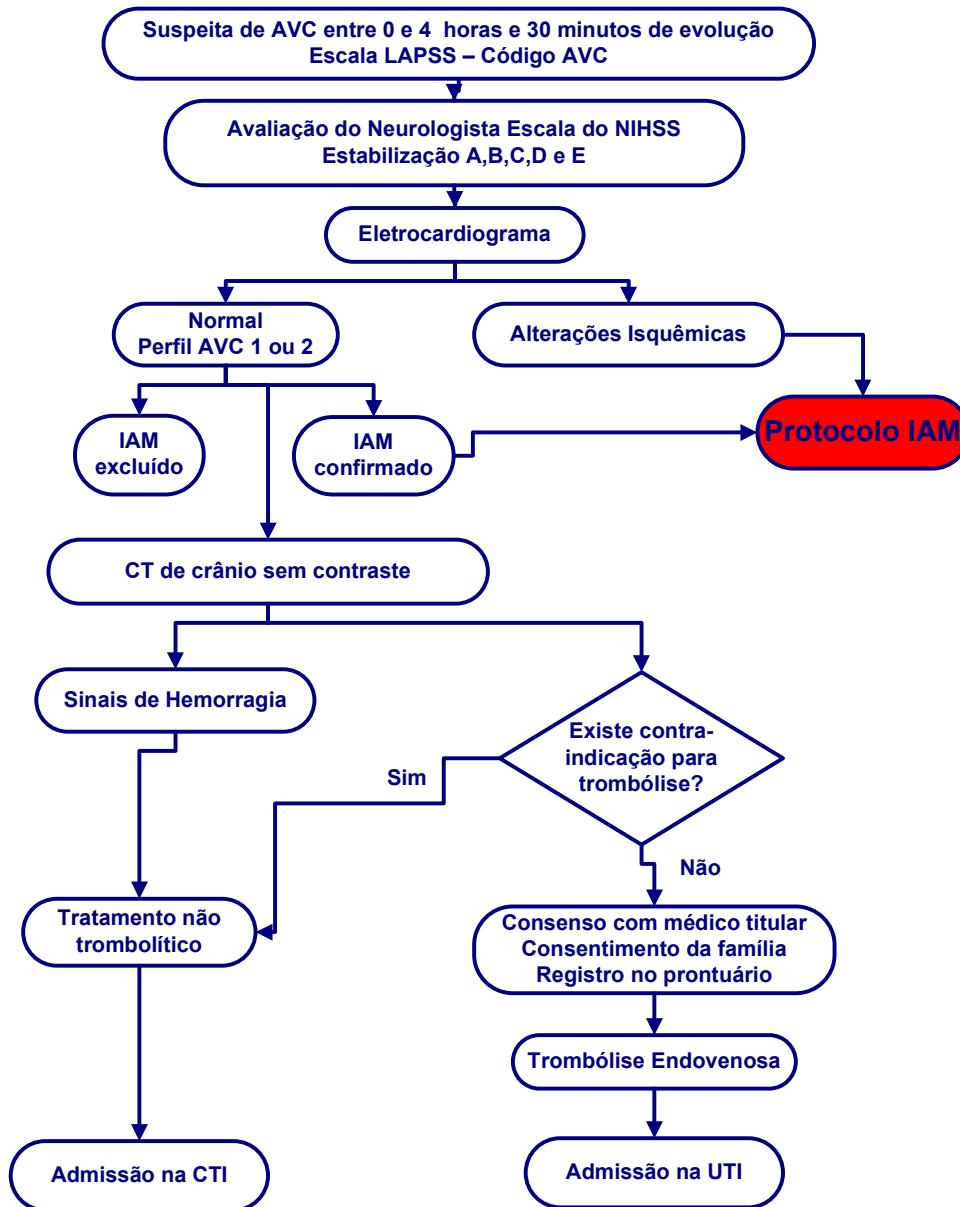 Suspeita de AVC entre 0 e 4 horas e 30 minutos de evolução
Escala LAPSS – Código AVC
Avaliação do Neurologista Escala do NIHSS
Estabilização A,B,C,D e E
Eletrocardiograma
Normal
Perfil AVC 1 ou 2
Alterações Isquêmicas
IAM
excluído
IAM
confirmado
Protocolo IAM
CT de crânio sem contraste
Sinais de Hemorragia
Existe contra-
indicação para
trombólise?
Sim
Não
Tratamento não
trombolítico
Consenso com médico titular
Consentimento da família
Registro no prontuário
Trombólise Endovenosa
Admissão na CTI
Admissão na UTI